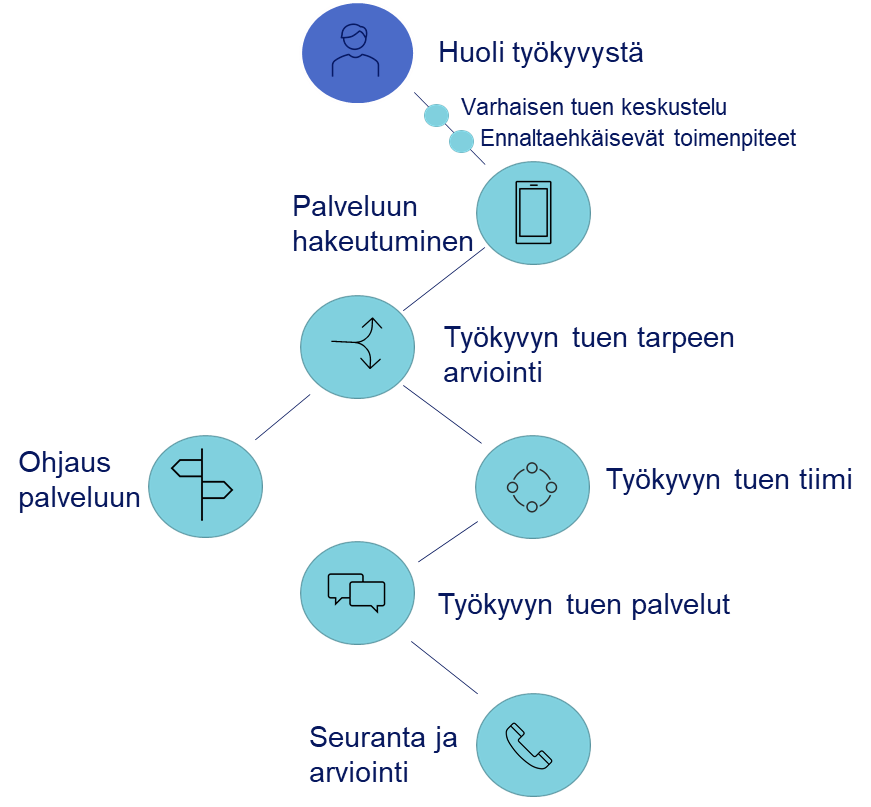 Huoli työkyvystä
Varhaisen tuen keskustelu
Ennaltaehkäisevät toimenpiteet
Palveluun
hakeutuminen
Työkyvyn tuen tarpeen
arviointi
Ohjaus
palveluun
Työkyvyn tuen tiimi
Työkyvyn tuen palvelut
Seuranta ja
arviointi